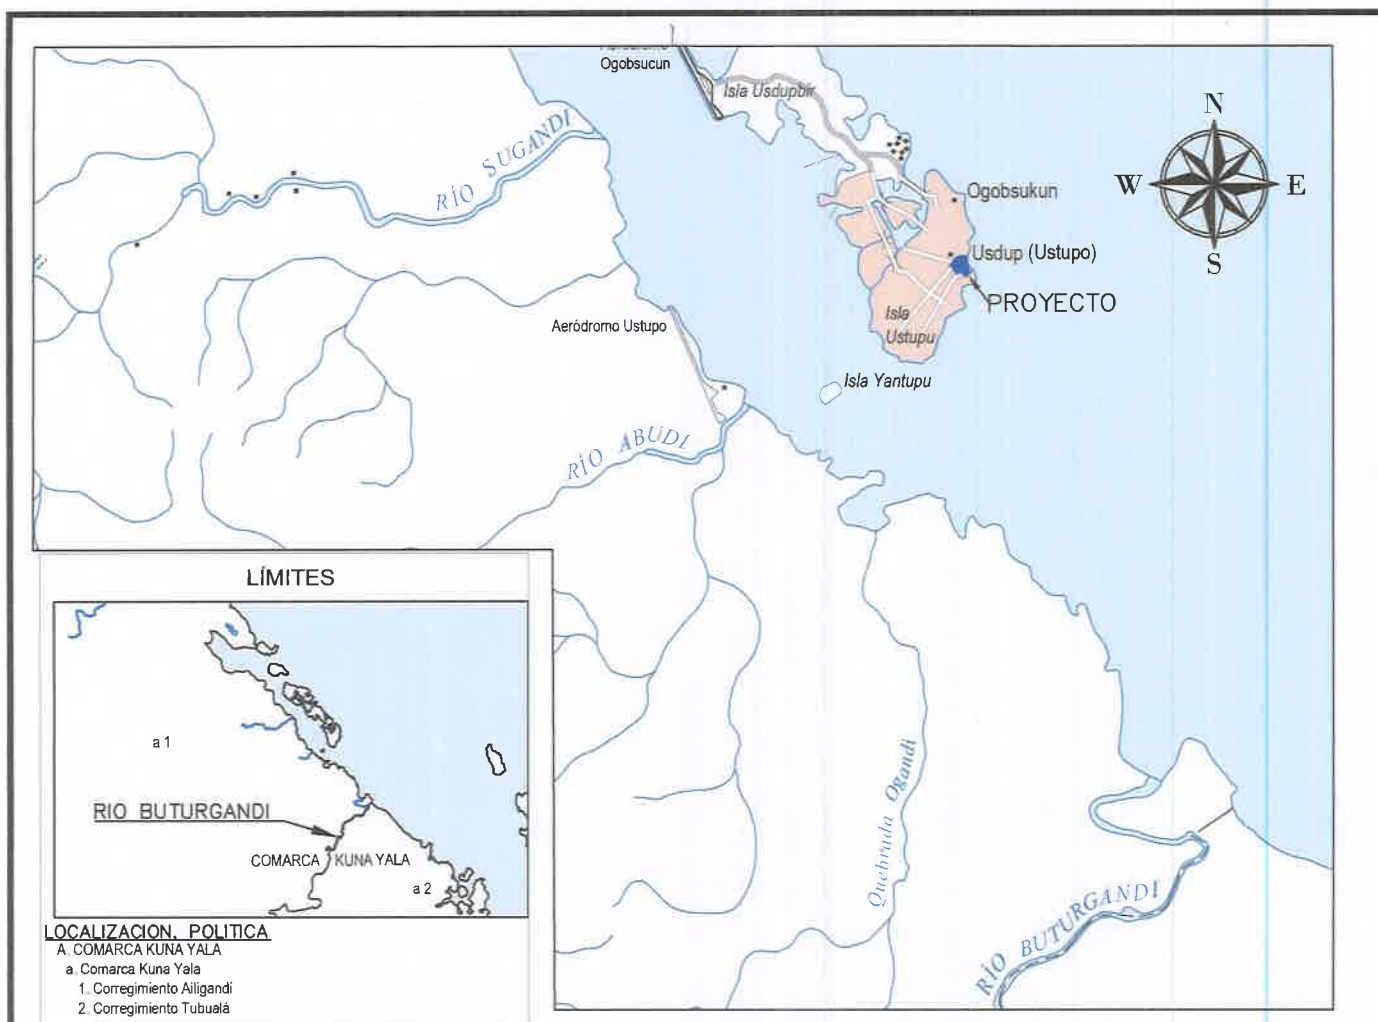 Ogobsucun
Isla Usdupbir
N
W
E
S
RÍO SUGANDI
Ogobsukun
Usdup (Ustupo)
PROYECTO
Isla
Ustupu
Aeródromo Ustupo
Isla Yantupu
RÍO ABUDI
LÍMITES
a 1
RIO BUTURGANDI
COMARCA KUNA YALA
a 2
Quebrada Ogandi
RÍO BUTURGANDI
LOCALIZACION. POLITICA
A. COMARCA KUNA YALA
a. Comarca Kuna Yala
1. Corregimiento Ailigandí
2. Corregimiento Tubualá